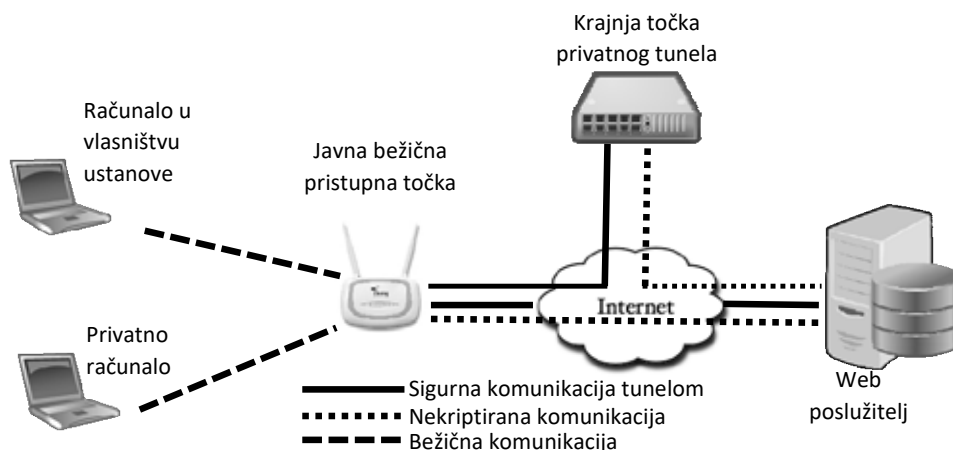 Krajnja točka
privatnog tunela
Računalo u
vlasništvu
ustanove
Javna bežična
pristupna točka
Internet
Privatno
računalo
Web
poslužitelj
Sigurna komunikacija tunelom
Nekriptirana komunikacija
Bežična komunikacija